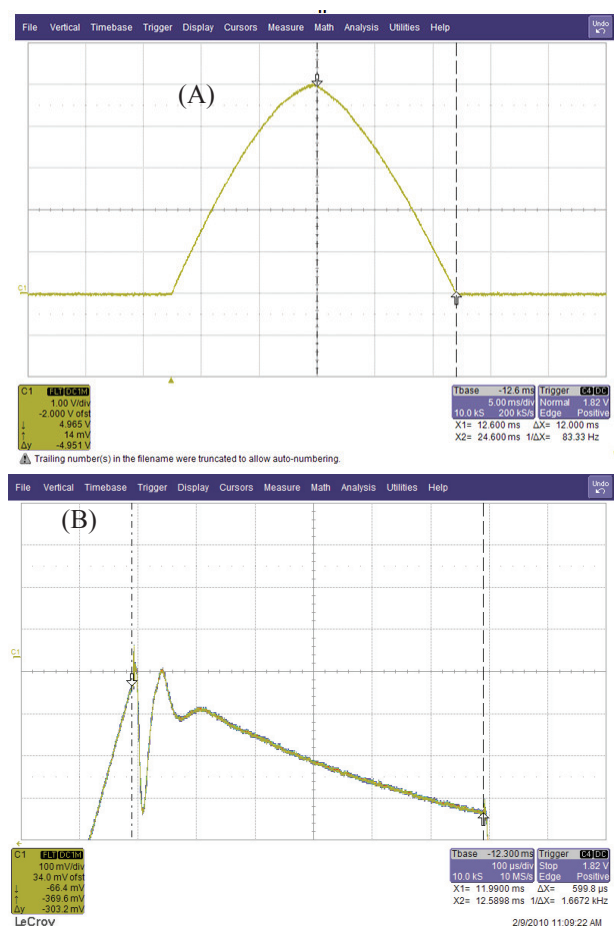 File Vertical Timebase Trigger Display Cursors Measure Math Analysis Utilities Help Undo
(A)
C1
C1 FLT DC1M
1.00 V/div
-2.000 V ofst
↓ 4.965 V
↑ 14 mV
Δy -4.951 V
Tbase -12.6 ms
5.00 ms/div
10.0 kS 200 kS/s
Trigger C4 DC
Normal 1.82 V
Edge Positive
X1= 12.600 ms ΔX= 12.000 ms
X2= 24.600 ms 1/ΔX= 83.33 Hz
Trailing number(s) in the filename were truncated to allow auto-numbering.
File Vertical Timebase Trigger Display Cursors Measure Math Analysis Utilities Help Undo
(B)
C1
C1 FLT DC1M
100 mV/div
34.0 mV ofst
↓ -66.4 mV
↑ -369.6 mV
Δy -303.2 mV
Tbase -12.300 ms
100 µs/div
10.0 kS 10 MS/s
Trigger C4 DC
Stop 1.82 V
Edge Positive
X1= 11.9900 ms ΔX= 599.8 µs
X2= 12.5898 ms 1/ΔX= 1.6672 kHz
LeCroy
2/9/2010 11:09:22 AM